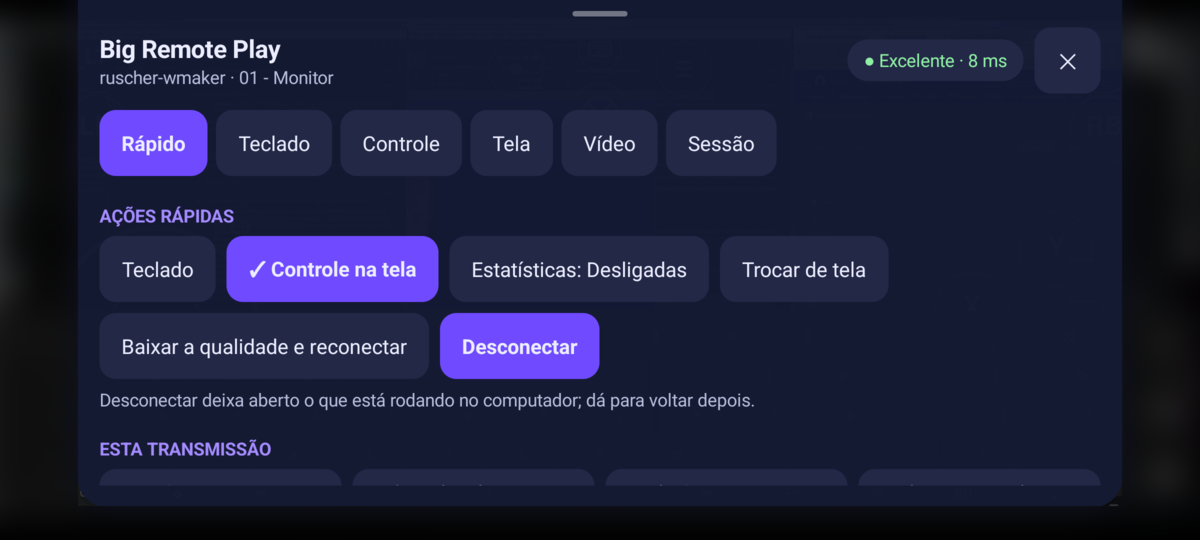 Big Remote Play
ruscher-wmaker · 01 - Monitor
● Excelente · 8 ms
Rápido
Teclado
Controle
Tela
Vídeo
Sessão
AÇÕES RÁPIDAS
Teclado
✓ Controle na tela
Estatísticas: Desligadas
Trocar de tela
Baixar a qualidade e reconectar
Desconectar
Desconectar deixa aberto o que está rodando no computador; dá para voltar depois.
ESTA TRANSMISSÃO